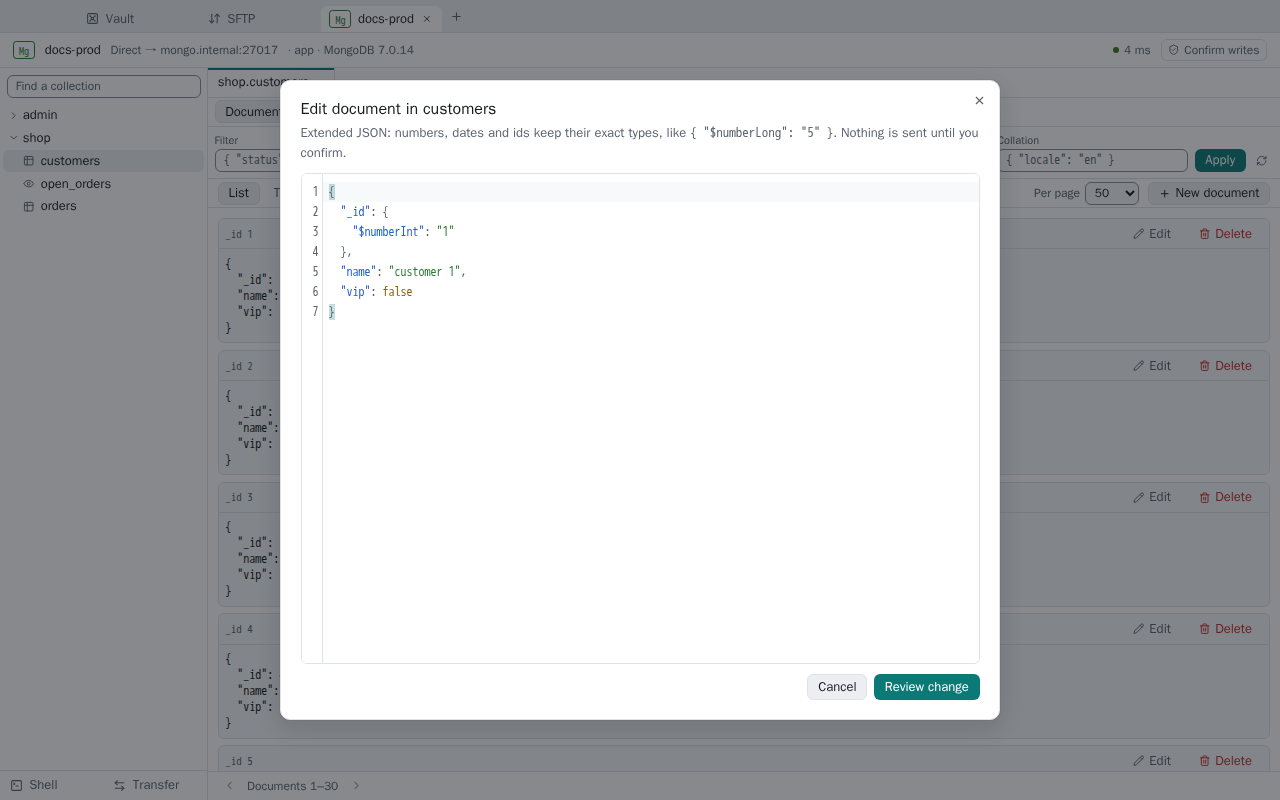 Vault
SFTP
Mg docs-prod × +
Mg docs-prod Direct → mongo.internal:27017 · app · MongoDB 7.0.14
4 ms
Confirm writes
Find a collection
admin
shop
customers
open_orders
orders
shop.customers
Filter
{ "status"
Collation
{ "locale": "en" }
Apply
List
Per page 50
+ New document
_id 1
Edit
Delete
{
"_id":
"name":
"vip":
}
_id 2
Edit
Delete
{
"_id":
"name":
"vip":
}
_id 3
Edit
Delete
{
"_id":
"name":
"vip":
}
_id 4
Edit
Delete
{
"_id":
"name":
"vip":
}
_id 5
Edit
Delete
Edit document in customers
×
Extended JSON: numbers, dates and ids keep their exact types, like { "$numberLong": "5" }. Nothing is sent until you
confirm.
1 {
2 "_id": {
3 "$numberInt": "1"
4 },
5 "name": "customer 1",
6 "vip": false
7 }
Cancel
Review change
Shell
Transfer
Documents 1–30